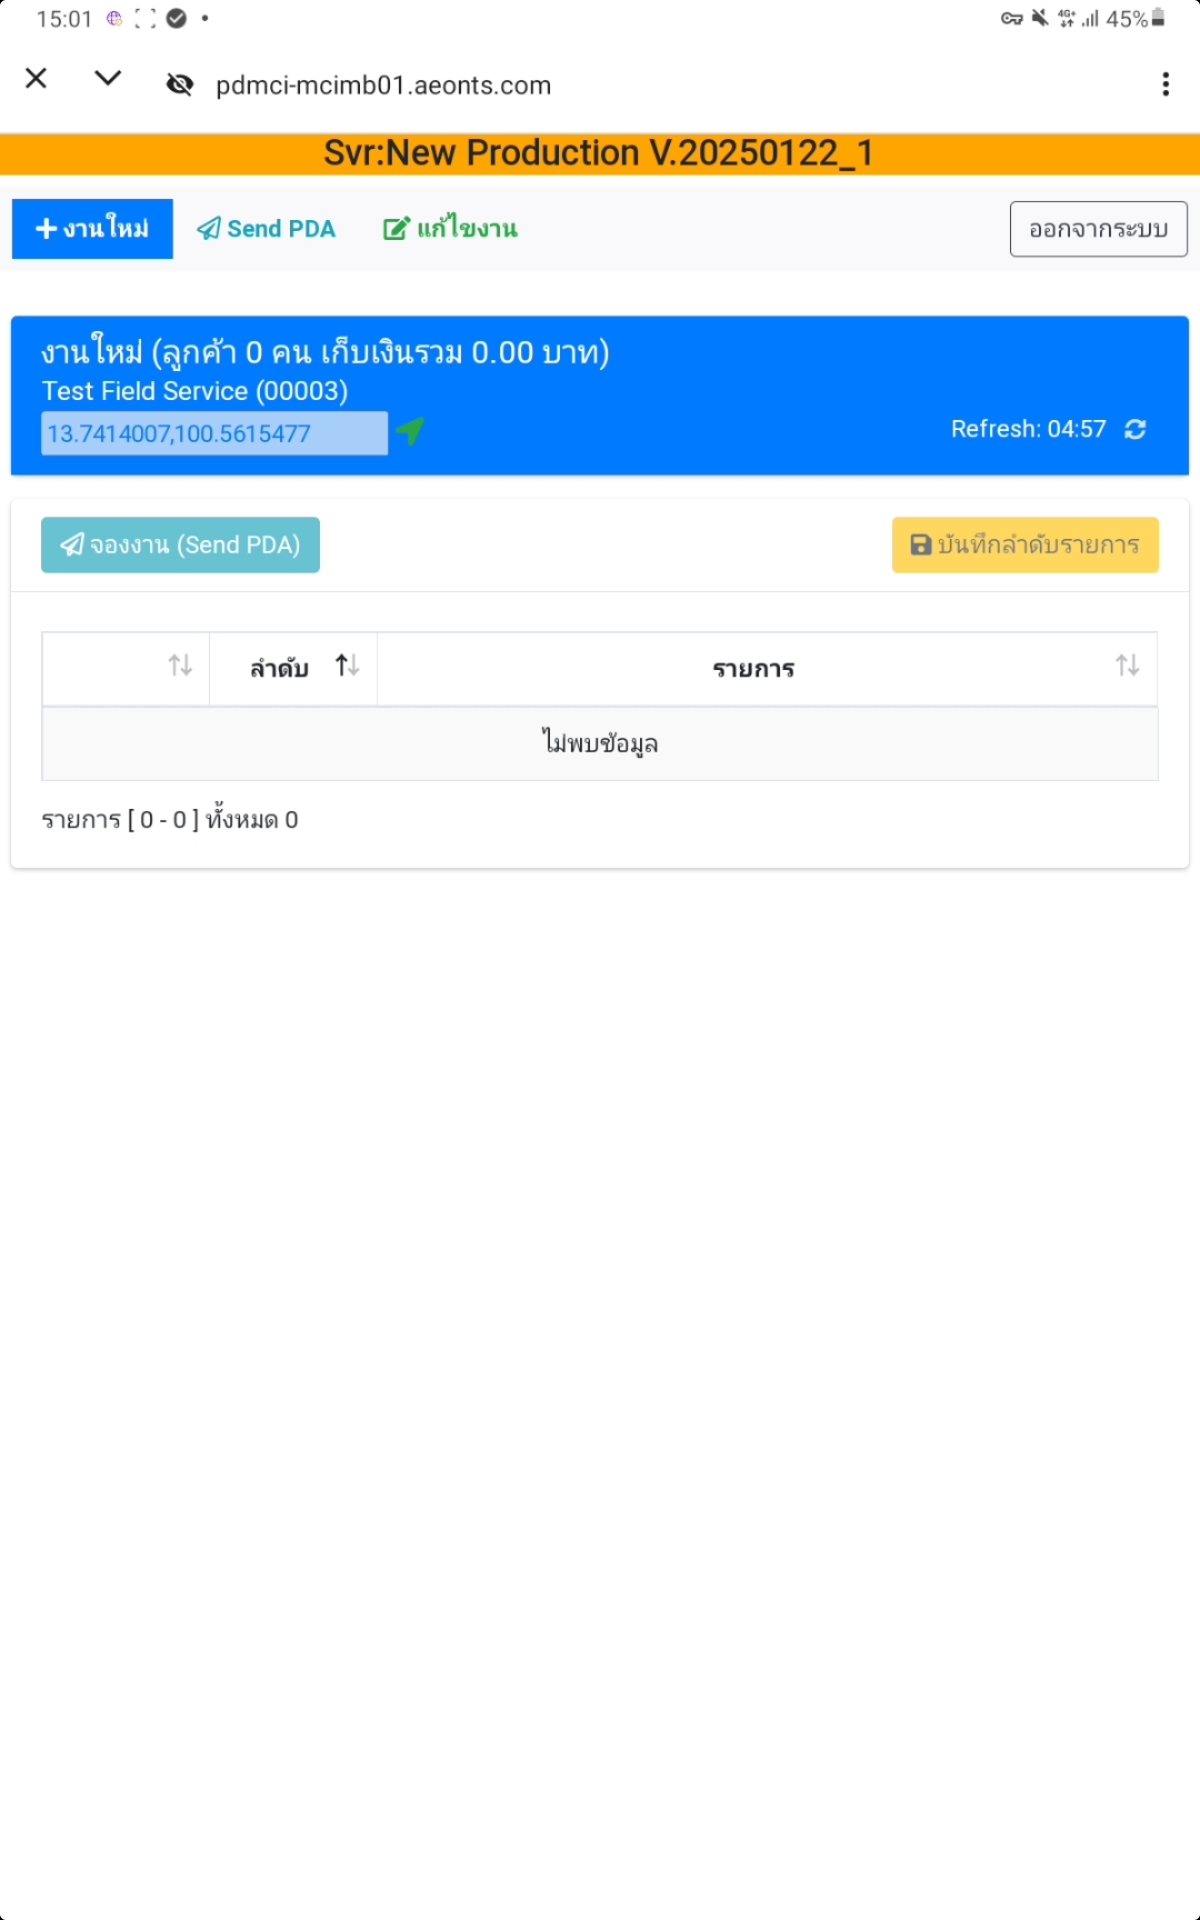 15:01
45%
pdmci-mcimb01.aeonts.com
Svr:New Production V.20250122_1
งานใหม่ Send PDA แก้ไขงาน ออกจากระบบ
งานใหม่ (ลูกค้า 0 คน เก็บเงินรวม 0.00 บาท)
Test Field Service (00003)
13.7414007,100.5615477
Refresh: 04:57
จองงาน (Send PDA) บันทึกลำดับรายการ
ลำดับ รายการ
ไม่พบข้อมูล
รายการ [ 0 - 0 ] ทั้งหมด 0